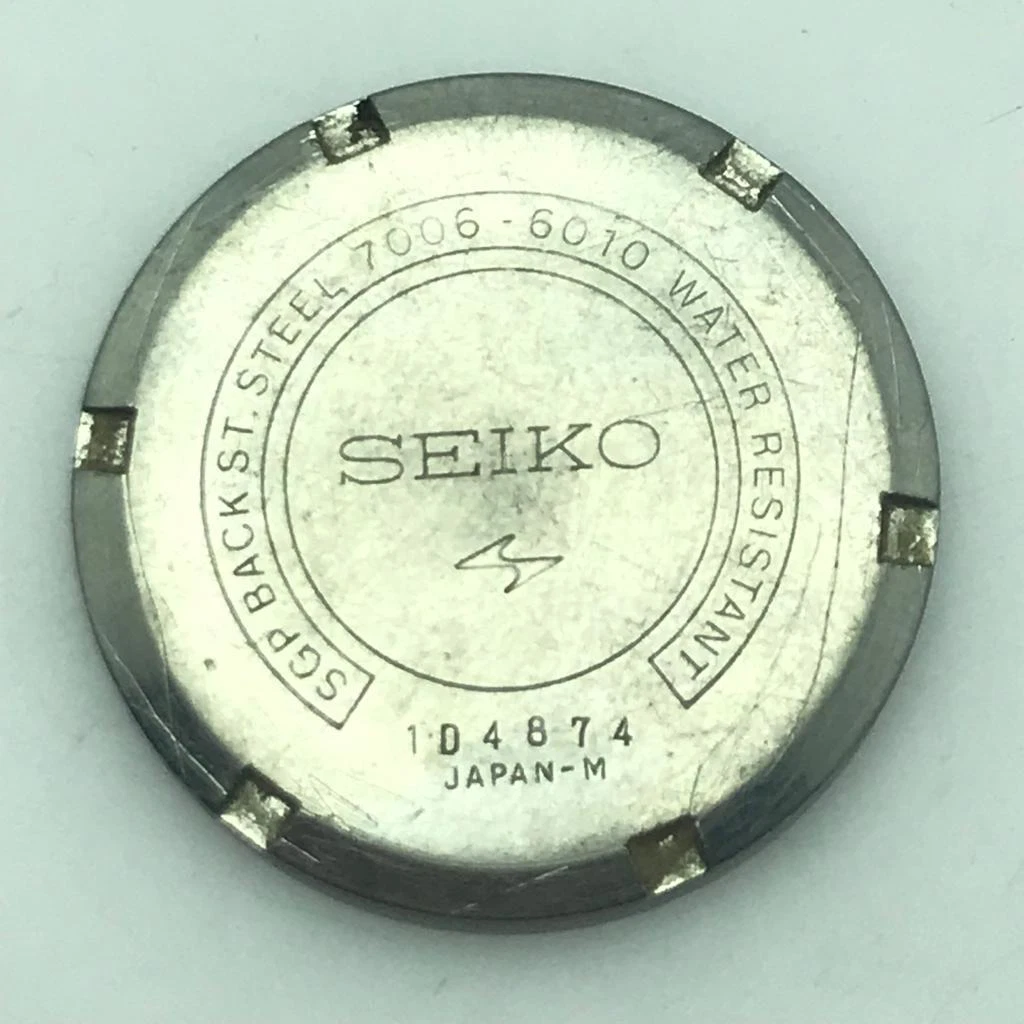 SGP BACK ST. STEEL 7006-6010 WATER RESISTANT
SEIKO
1D4874
JAPAN-M